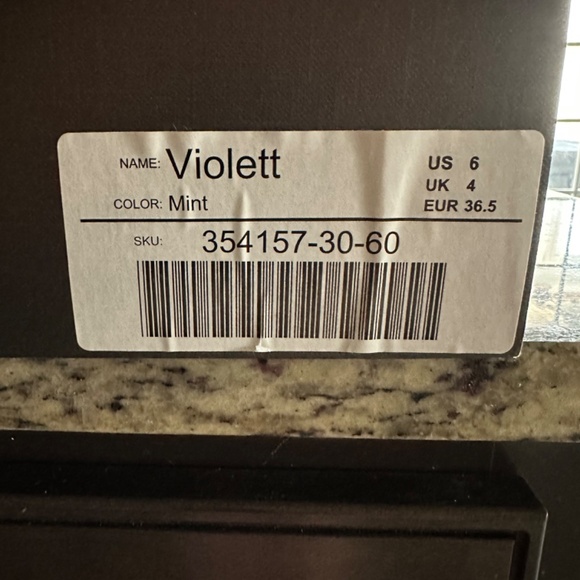 NAME: Violett
COLOR: Mint
US 6
UK 4
EUR 36.5
SKU: 354157-30-60